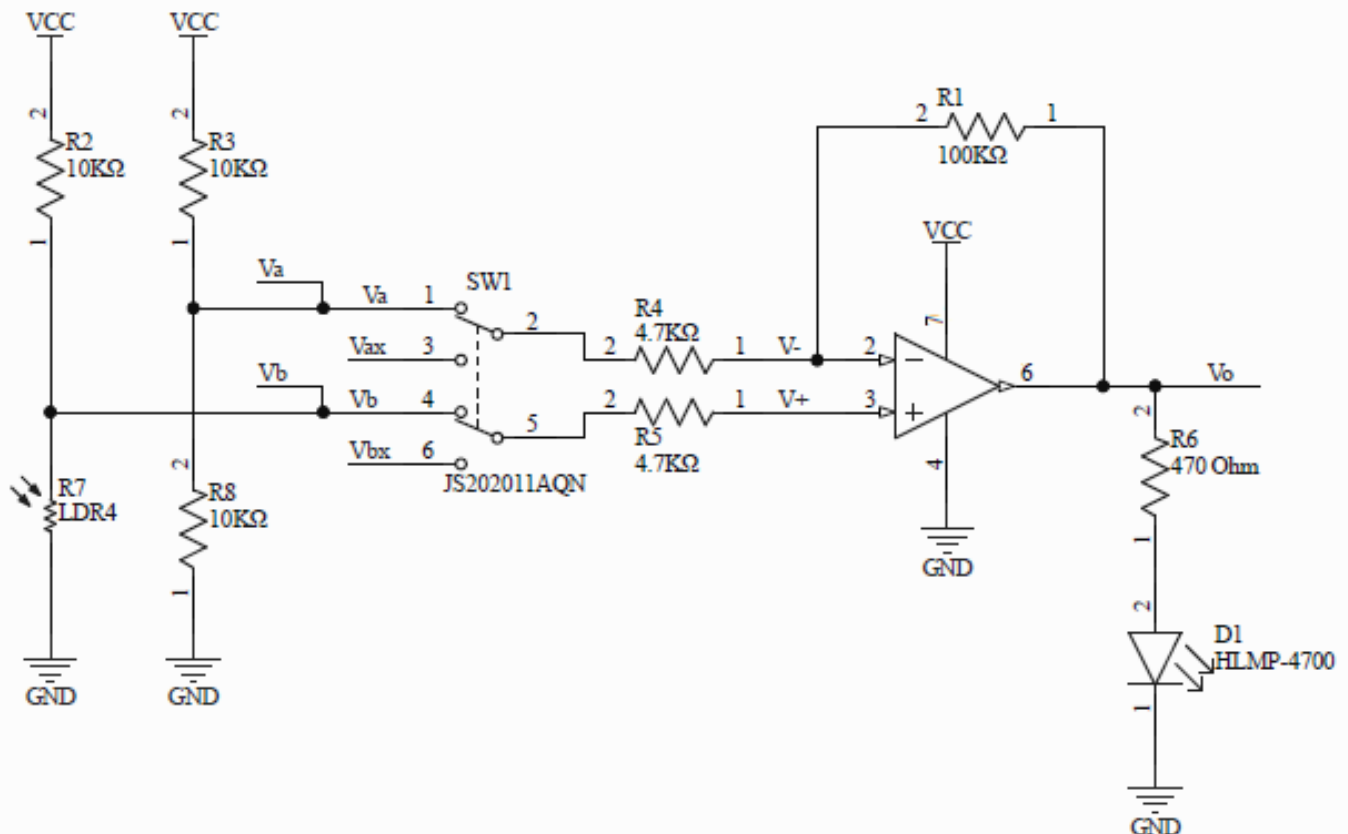 VCC
VCC
2
R2
10KΩ
1
2
R3
10KΩ
1
2
R1
1
100KΩ
VCC
7
Va
Va
1
SW1
2
Vax
3
R4
4.7KΩ
2
1
V-
2
Vb
Vb
4
5
Vbx
6
JS202011AQN
2
1
V+
3
R5
4.7KΩ
6
Vo
4
GND
2
R6
470 Ohm
1
R7
LDR4
2
R8
10KΩ
1
GND
GND
2
D1
HLMP-4700
1
GND